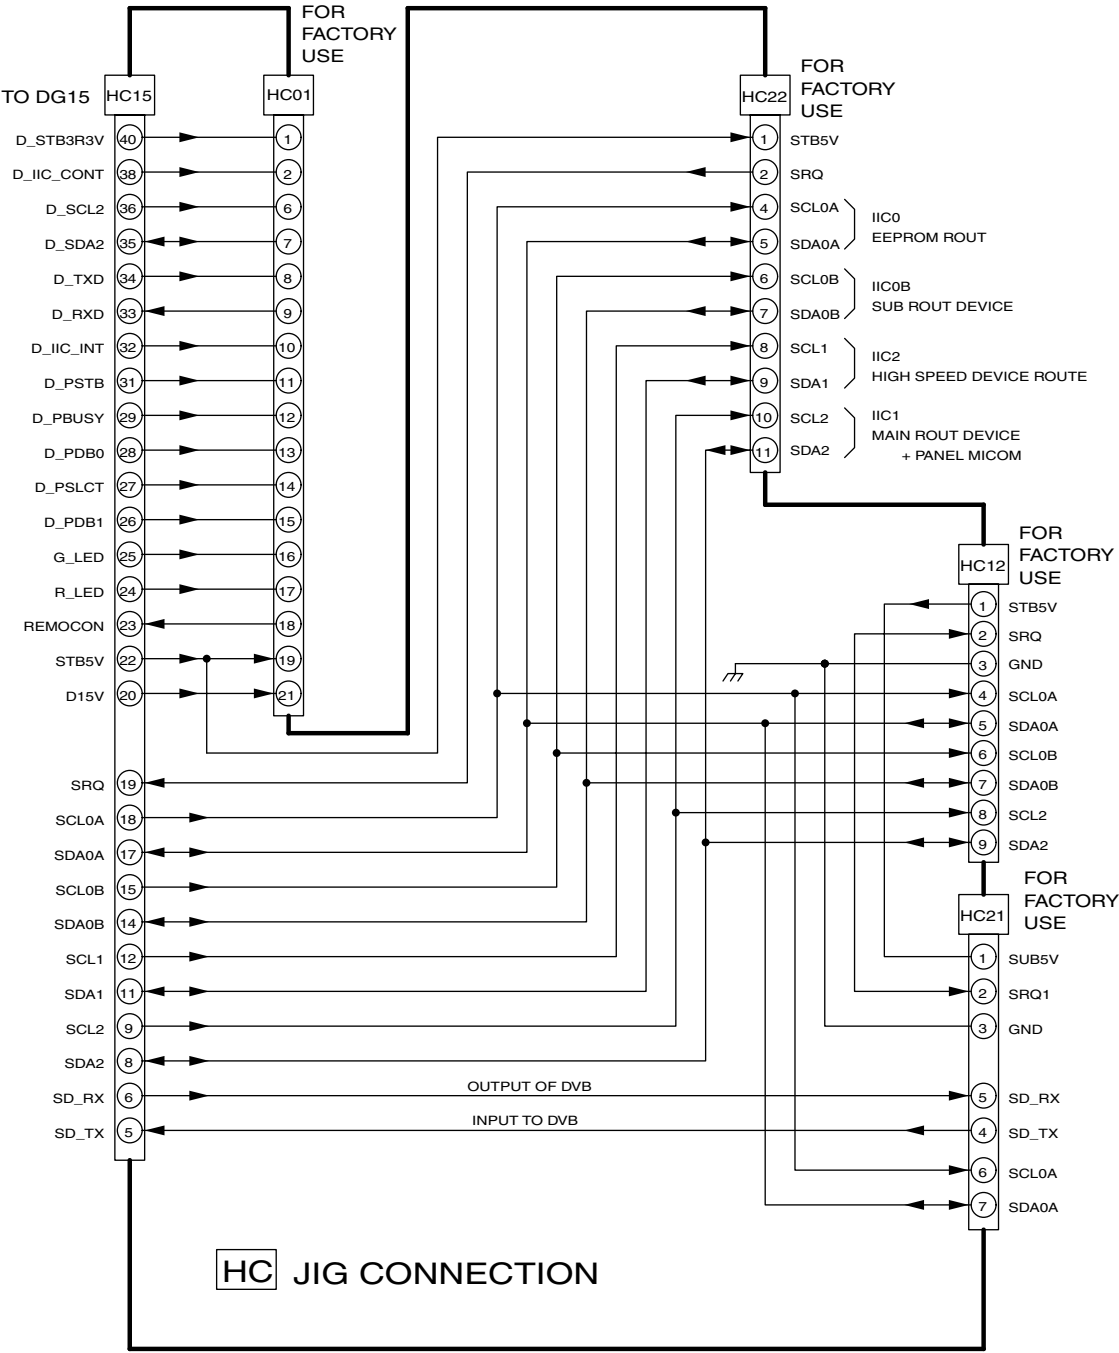 FOR
FACTORY
USE
TO DG15
HC15
HC01
D_STB3R3V 40 1
D_IIC_CONT 38 2
D_SCL2 36 6
D_SDA2 35 7
D_TXD 34 8
D_RXD 33 9
D_IIC_INT 32 10
D_PSTB 31 11
D_PBUSY 29 12
D_PDB0 28 13
D_PSLCT 27 14
D_PDB1 26 15
G_LED 25 16
R_LED 24 17
REMOCON 23 18
STB5V 22 19
D15V 20 21
SRQ 19
SCL0A 18
SDA0A 17
SCL0B 15
SDA0B 14
SCL1 12
SDA1 11
SCL2 9
SDA2 8
SD_RX 6
SD_TX 5
OUTPUT OF DVB
INPUT TO DVB
HC22
FOR
FACTORY
USE
1 STB5V
2 SRQ
4 SCL0A
5 SDA0A
IIC0
EEPROM ROUT
6 SCL0B
7 SDA0B
IIC0B
SUB ROUT DEVICE
8 SCL1
9 SDA1
IIC2
HIGH SPEED DEVICE ROUTE
10 SCL2
11 SDA2
IIC1
MAIN ROUT DEVICE
+ PANEL MICOM
HC12
FOR
FACTORY
USE
1 STB5V
2 SRQ
3 GND
4 SCL0A
5 SDA0A
6 SCL0B
7 SDA0B
8 SCL2
9 SDA2
HC21
FOR
FACTORY
USE
1 SUB5V
2 SRQ1
3 GND
5 SD_RX
4 SD_TX
6 SCL0A
7 SDA0A
HC JIG CONNECTION